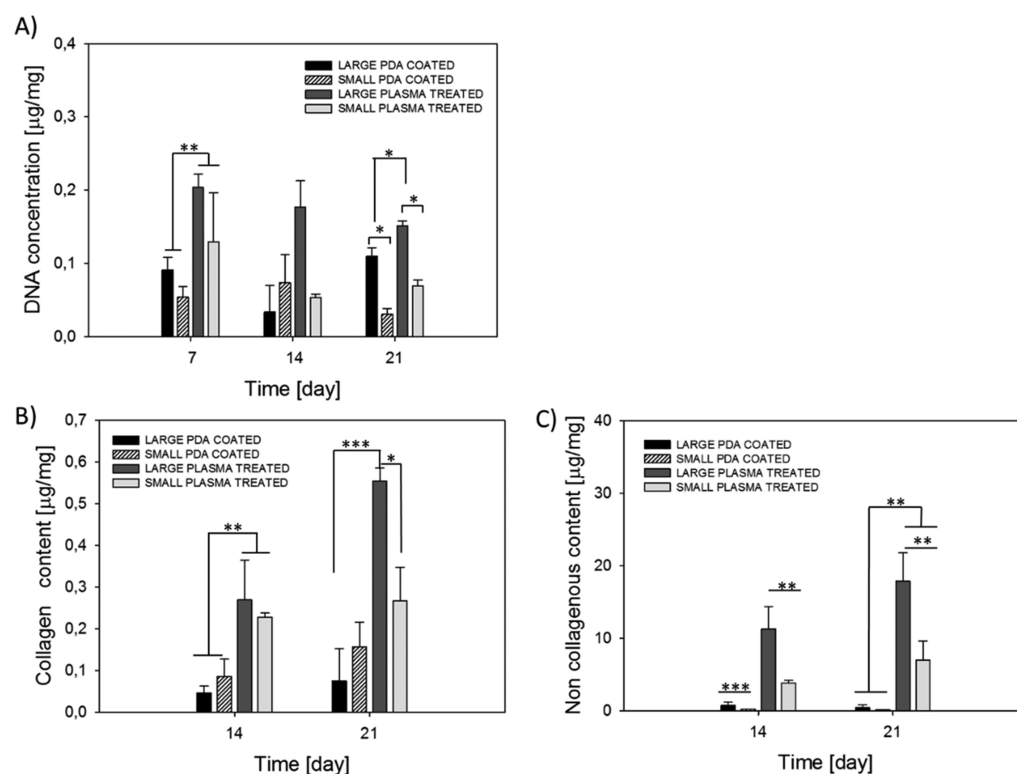 A)
0,4
0,3
0,2
0,1
0,0
DNA concentration [µg/mg]
LARGE PDA COATED
SMALL PDA COATED
LARGE PLASMA TREATED
SMALL PLASMA TREATED
**
*
*
*
7 14 21
Time [day]
B)
0,7
0,6
0,5
0,4
0,3
0,2
0,1
0,0
Collagen content [µg/mg]
LARGE PDA COATED
SMALL PDA COATED
LARGE PLASMA TREATED
SMALL PLASMA TREATED
**
***
*
14 21
Time [day]
C)
40
30
20
10
0
Non collagenous content [µg/mg]
LARGE PDA COATED
SMALL PDA COATED
LARGE PLASMA TREATED
SMALL PLASMA TREATED
***
**
**
**
14 21
Time [day]